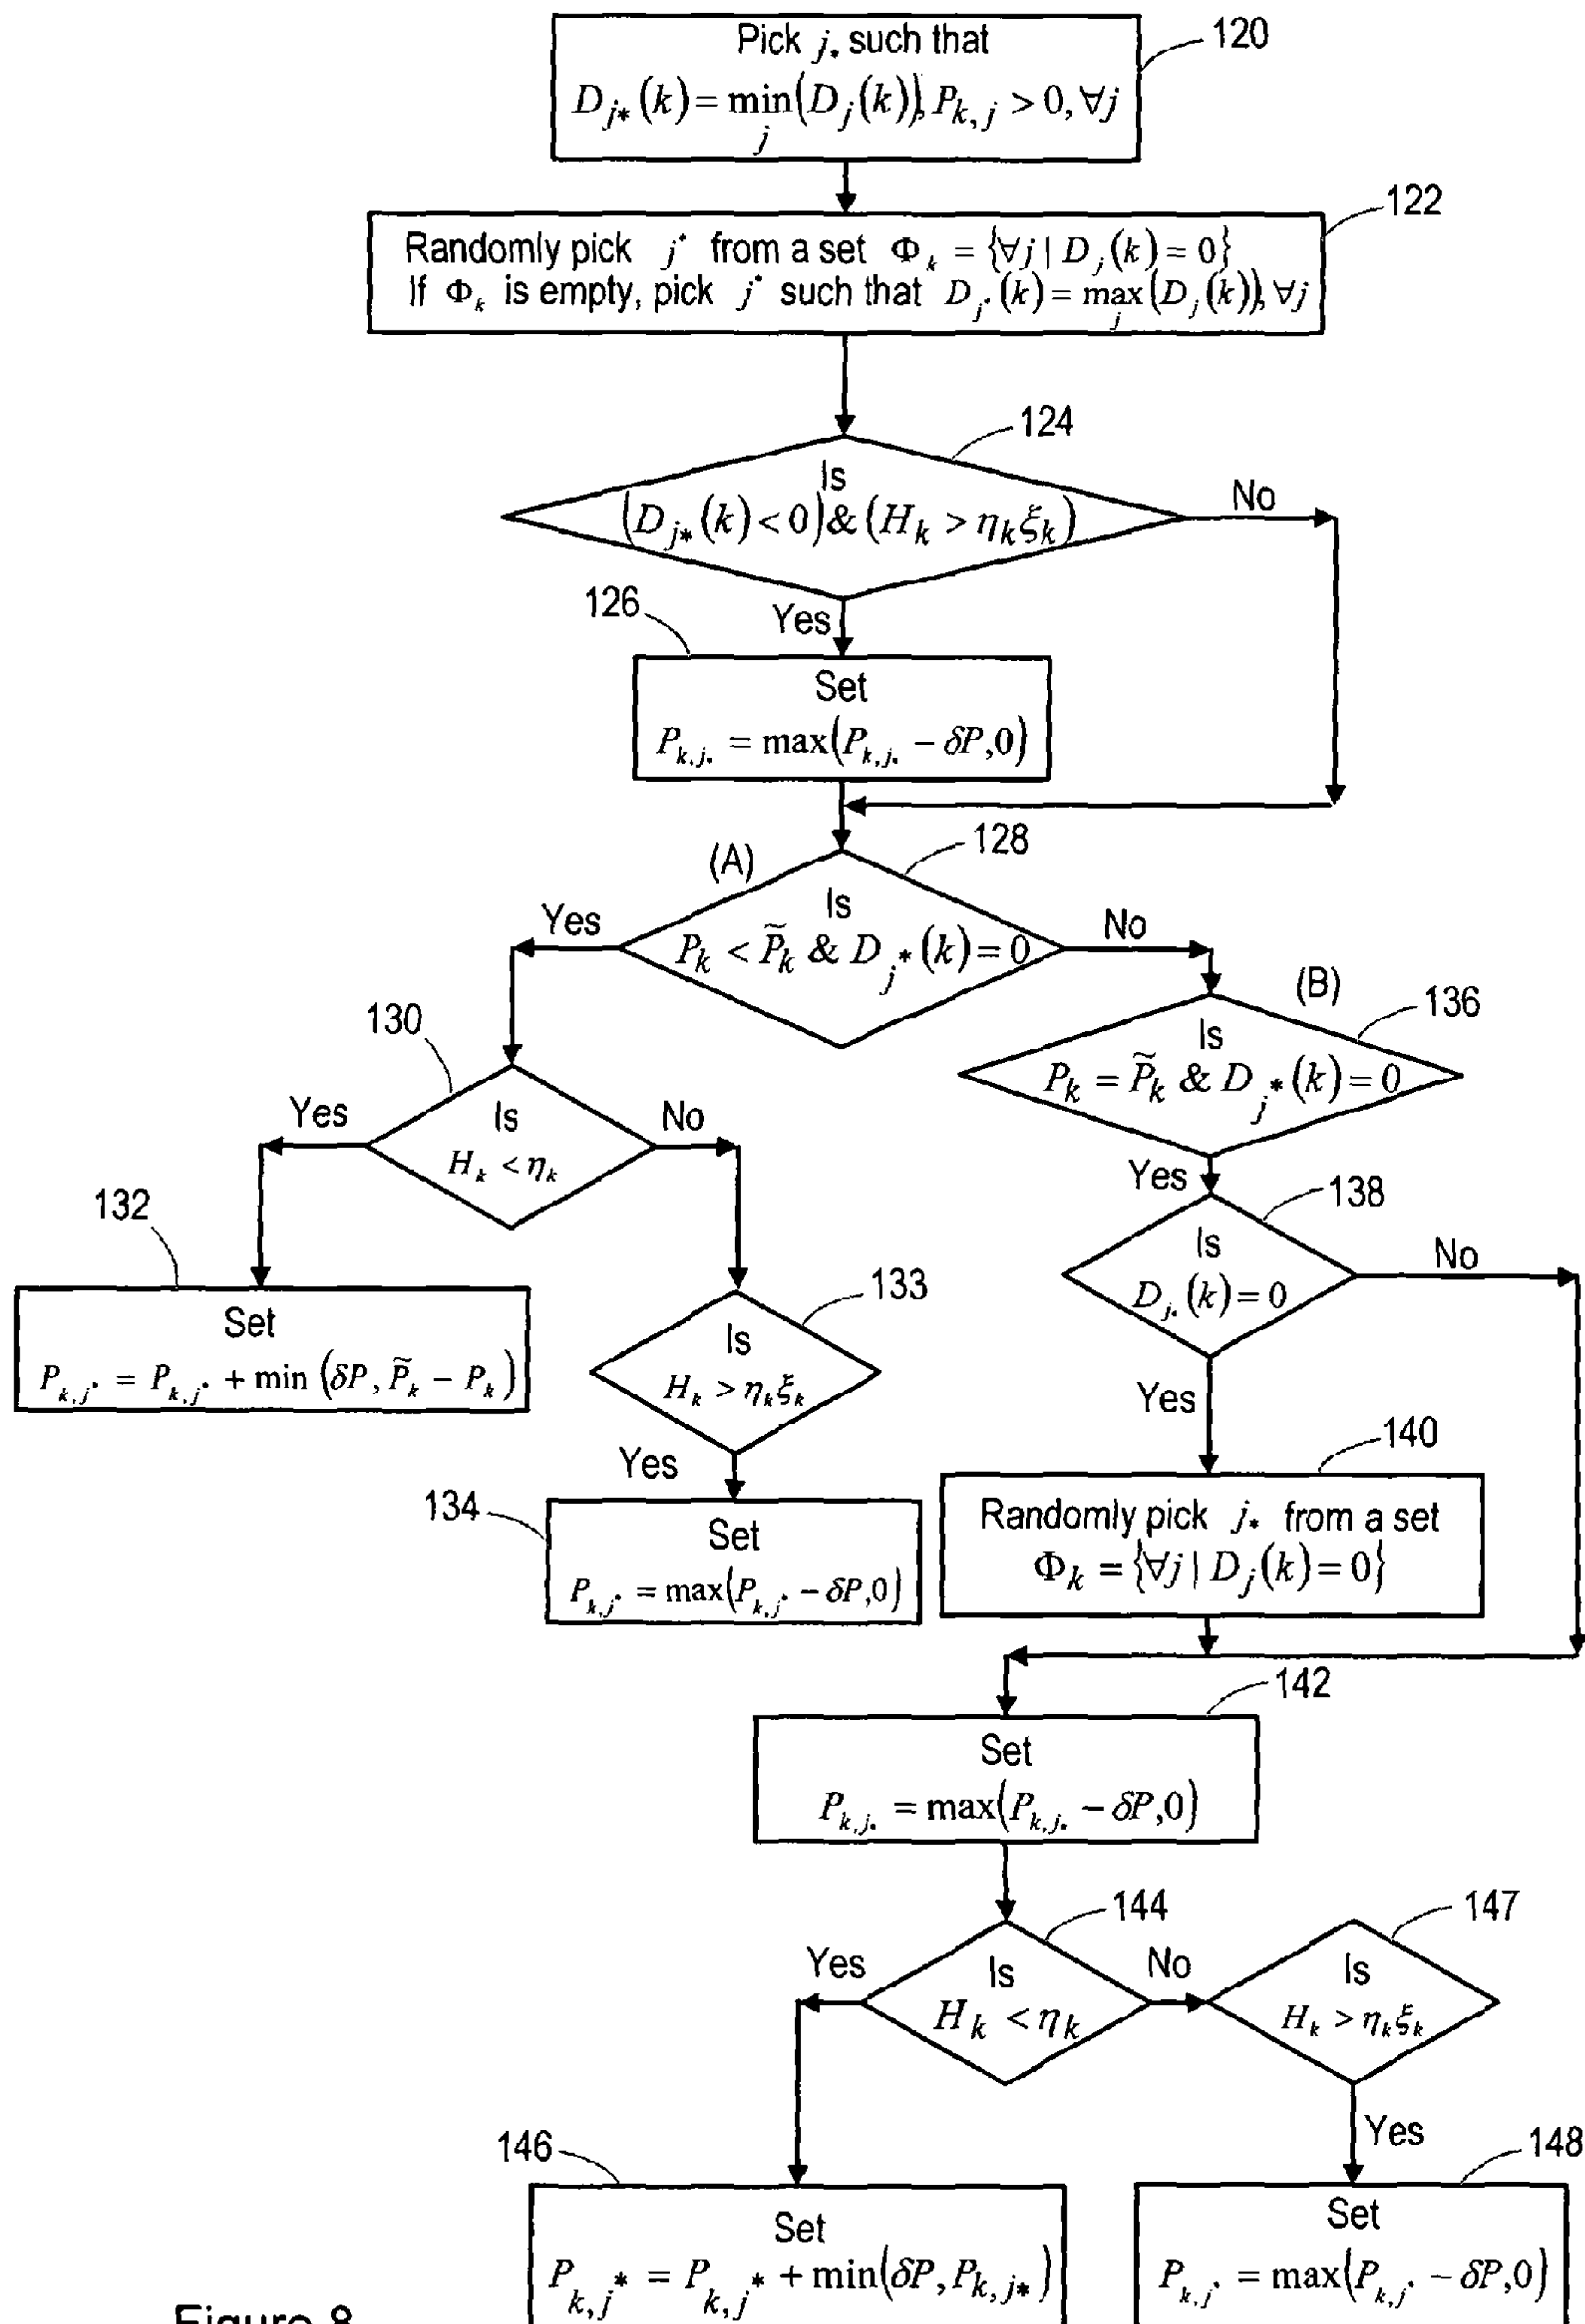 Pick j* such that
120
D_{j*}(k) = min_j(D_j(k)), P_{k,j} > 0, ∀j
122
Randomly pick j^* from a set Φ_k = {∀j | D_j(k) = 0}
If Φ_k is empty, pick j^* such that D_{j^*}(k) = max_j(D_j(k)), ∀j
124
Is
(D_{j*}(k) < 0) & (H_k > η_k ξ_k)
No
126
Yes
Set
P_{k,j*} = max(P_{k,j*} − δP, 0)
(A)
128
Is
P_k < P̃_k & D_{j^*}(k) = 0
Yes
No
(B)
136
Is
P_k = P̃_k & D_{j^*}(k) = 0
130
Is
H_k < η_k
Yes
No
Yes
138
Is
D_{j*}(k) = 0
No
132
Set
P_{k,j^*} = P_{k,j^*} + min(δP, P̃_k − P_k)
133
Is
H_k > η_k ξ_k
Yes
Yes
134
Set
P_{k,j^*} = max(P_{k,j^*} − δP, 0)
140
Randomly pick j* from a set
Φ_k = {∀j | D_j(k) = 0}
142
Set
P_{k,j*} = max(P_{k,j*} − δP, 0)
144
Is
H_k < η_k
Yes
No
147
Is
H_k > η_k ξ_k
Yes
146
Set
P_{k,j^*} = P_{k,j^*} + min(δP, P_{k,j*})
148
Set
P_{k,j^*} = max(P_{k,j^*} − δP, 0)
Figure 8